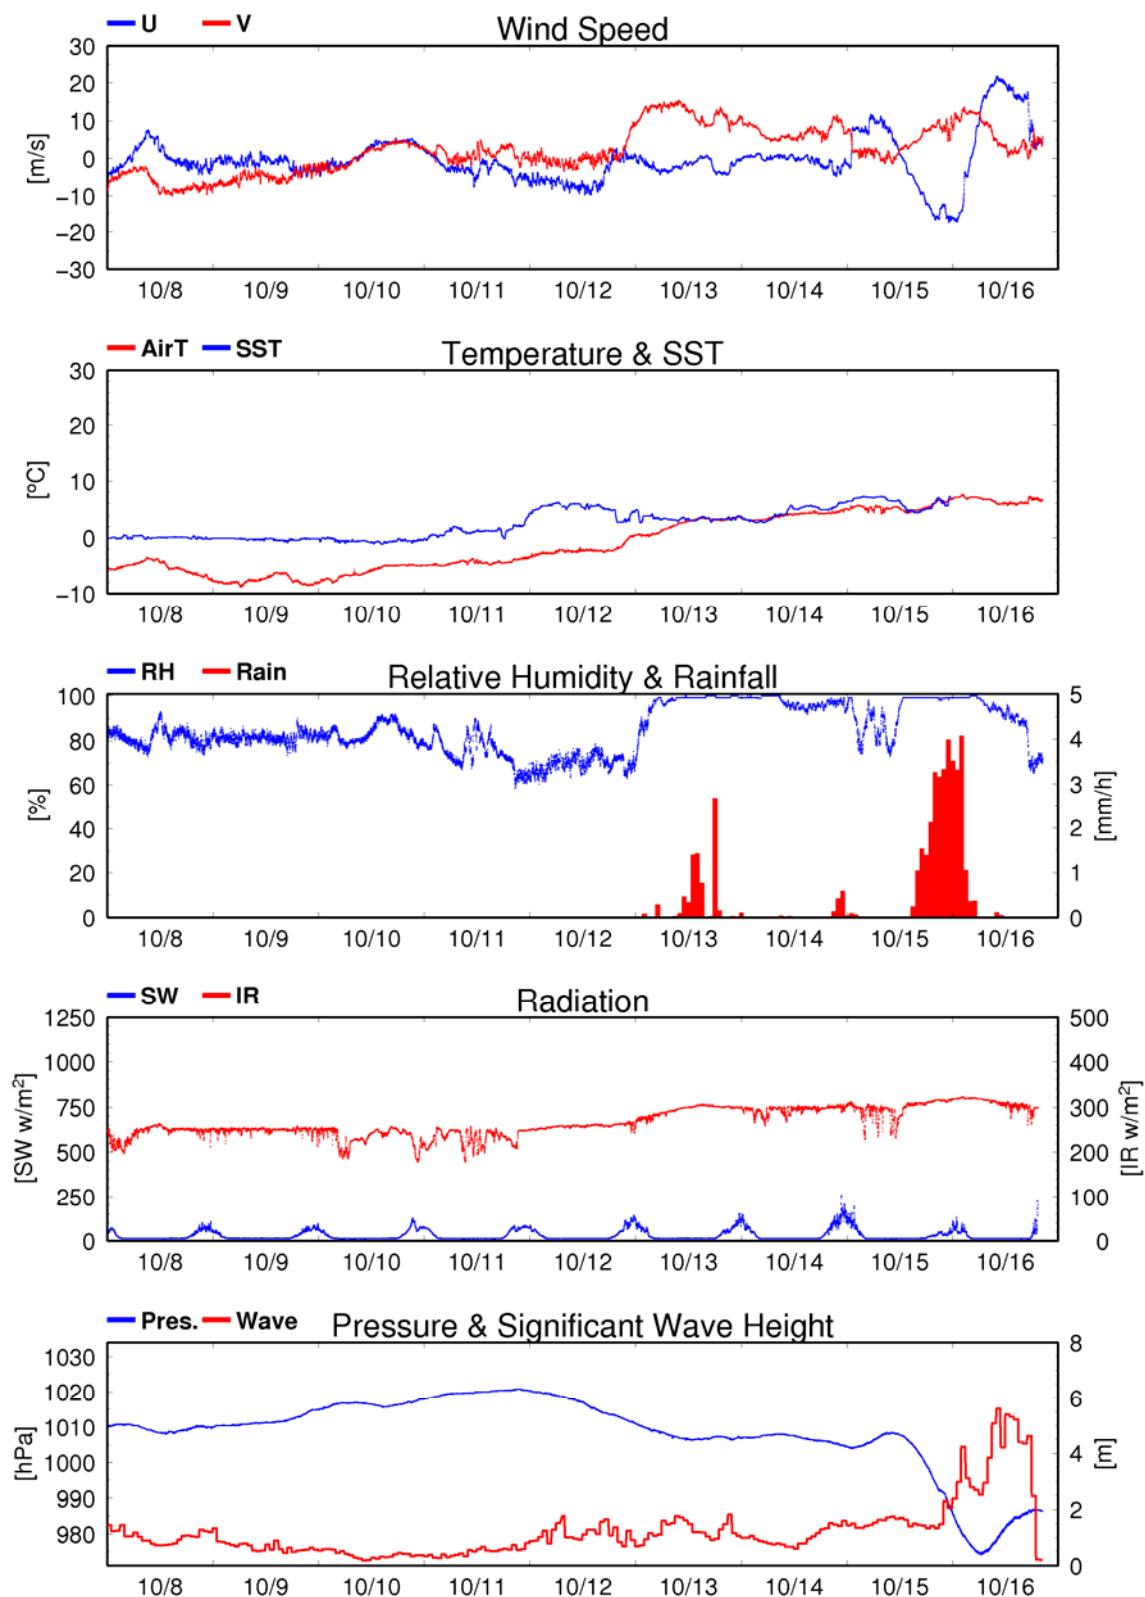 U V Wind Speed
30
20
10
0
−10
−20
−30
[m/s]
10/8 10/9 10/10 10/11 10/12 10/13 10/14 10/15 10/16
AirT SST Temperature & SST
30
20
10
0
−10
[ºC]
10/8 10/9 10/10 10/11 10/12 10/13 10/14 10/15 10/16
RH Rain Relative Humidity & Rainfall
100 5
80 4
60 3
40 2
20 1
0 0
[%] [mm/h]
10/8 10/9 10/10 10/11 10/12 10/13 10/14 10/15 10/16
SW IR Radiation
1250 500
1000 400
750 300
500 200
250 100
0 0
[SW w/m²] [IR w/m²]
10/8 10/9 10/10 10/11 10/12 10/13 10/14 10/15 10/16
Pres. Wave Pressure & Significant Wave Height
1030 8
1020 6
1010 4
1000 2
990 0
980
[hPa] [m]
10/8 10/9 10/10 10/11 10/12 10/13 10/14 10/15 10/16